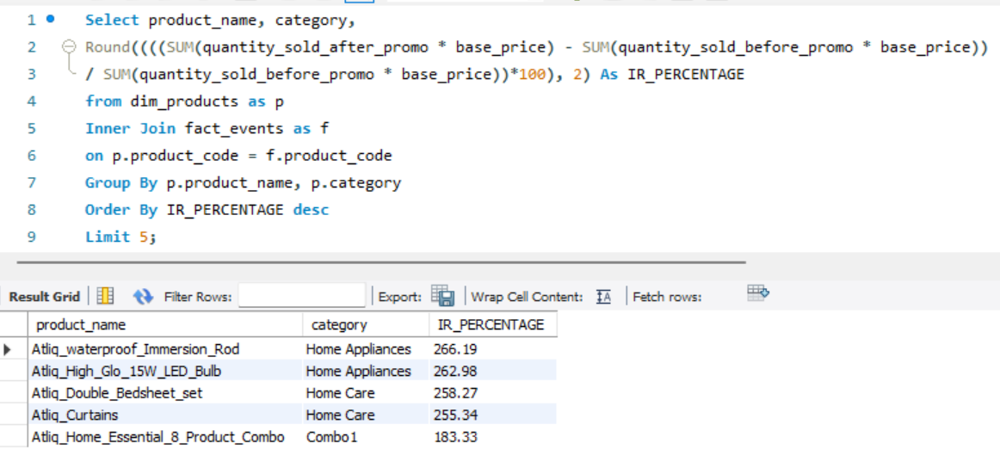 1 Select product_name, category,
2 Round((((SUM(quantity_sold_after_promo * base_price) - SUM(quantity_sold_before_promo * base_price))
3 / SUM(quantity_sold_before_promo * base_price))*100), 2) As IR_PERCENTAGE
4 from dim_products as p
5 Inner Join fact_events as f
6 on p.product_code = f.product_code
7 Group By p.product_name, p.category
8 Order By IR_PERCENTAGE desc
9 Limit 5;
Result Grid Filter Rows: Export: Wrap Cell Content: IA Fetch rows:
product_name category IR_PERCENTAGE
Atliq_waterproof_Immersion_Rod Home Appliances 266.19
Atliq_High_Glo_15W_LED_Bulb Home Appliances 262.98
Atliq_Double_Bedsheet_set Home Care 258.27
Atliq_Curtains Home Care 255.34
Atliq_Home_Essential_8_Product_Combo Combo1 183.33